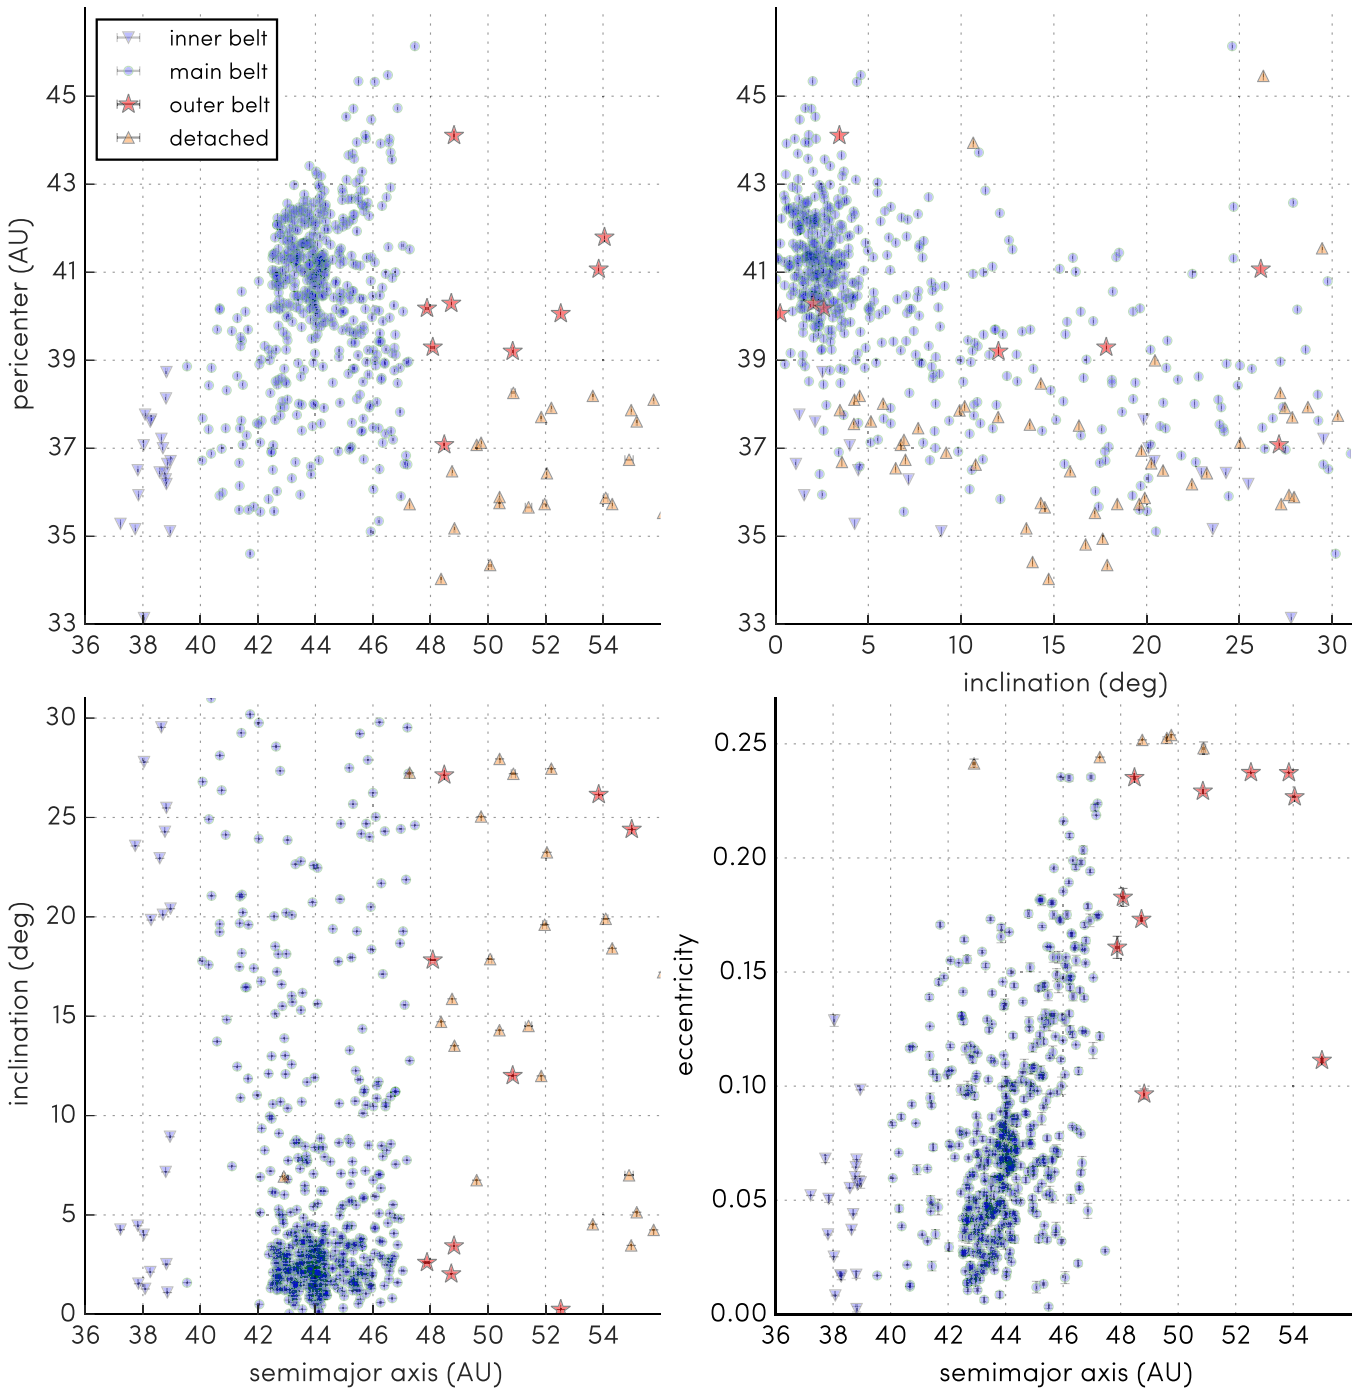 inner belt
main belt
outer belt
detached
45
43
41
39
37
35
33
pericenter (AU)
36 38 40 42 44 46 48 50 52 54
45
43
41
39
37
35
33
0 5 10 15 20 25 30
inclination (deg)
30
25
20
15
10
5
0
inclination (deg)
36 38 40 42 44 46 48 50 52 54
semimajor axis (AU)
0.25
0.20
0.15
0.10
0.05
0.00
eccentricity
36 38 40 42 44 46 48 50 52 54
semimajor axis (AU)